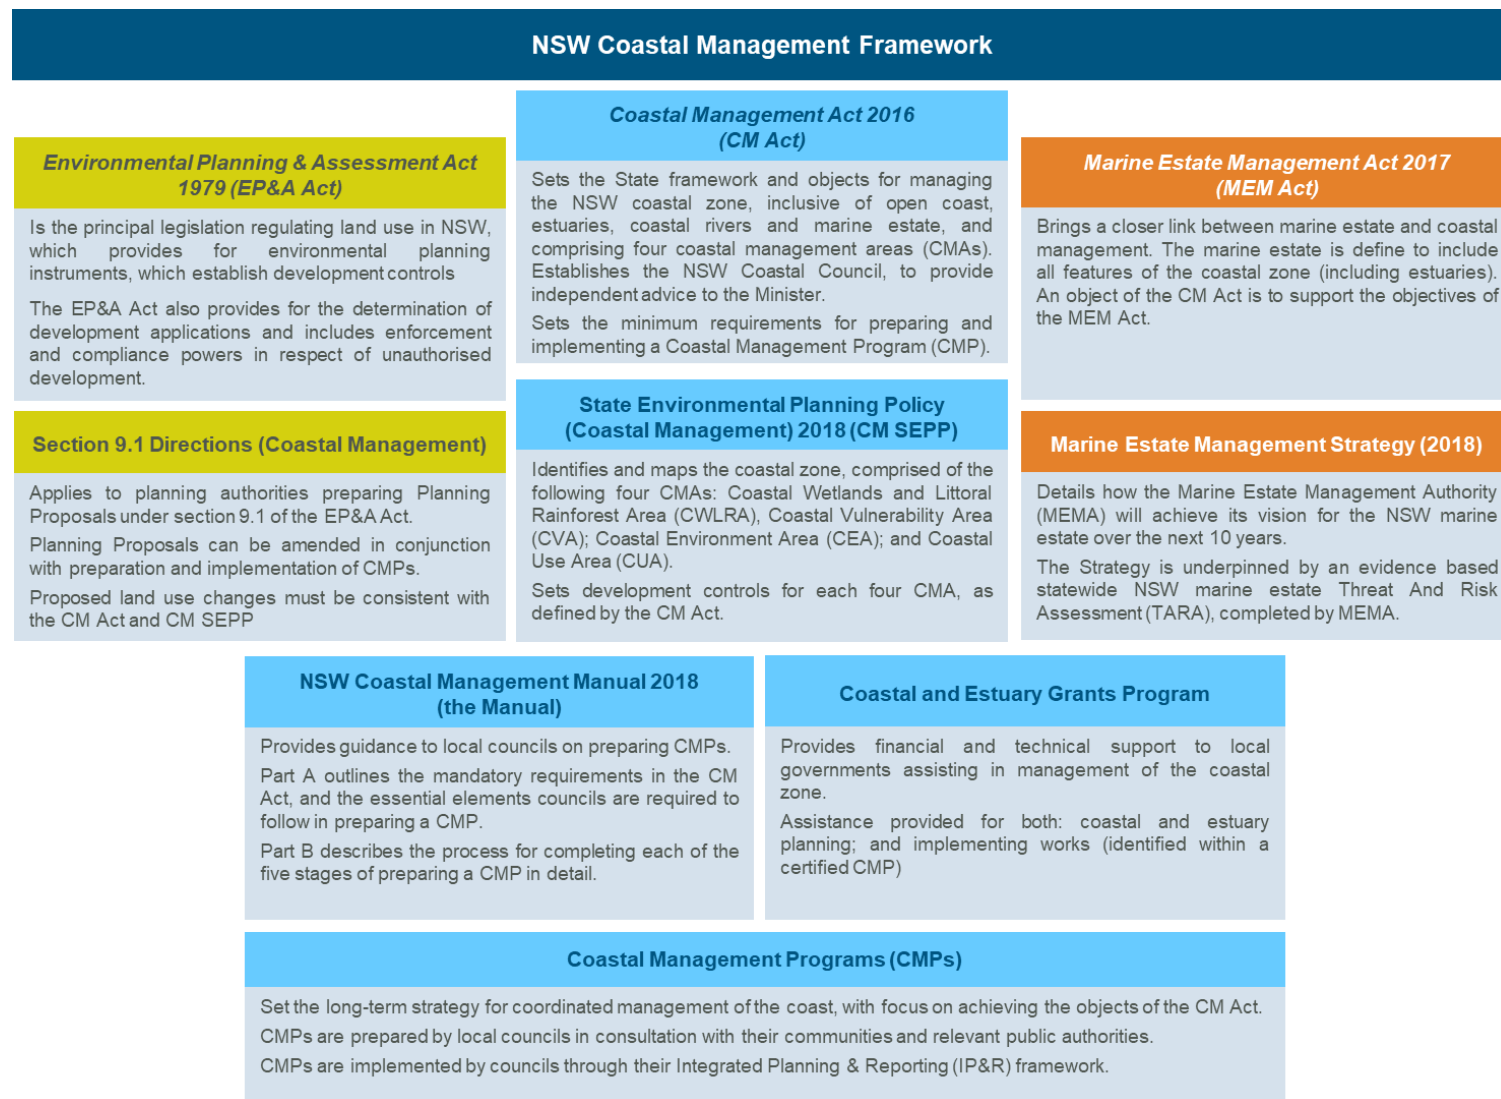 NSW Coastal Management Framework
Environmental Planning & Assessment Act
1979 (EP&A Act)
Is the principal legislation regulating land use in NSW,
which provides for environmental planning
instruments, which establish development controls
The EP&A Act also provides for the determination of
development applications and includes enforcement
and compliance powers in respect of unauthorised
development.
Coastal Management Act 2016
(CM Act)
Sets the State framework and objects for managing
the NSW coastal zone, inclusive of open coast,
estuaries, coastal rivers and marine estate, and
comprising four coastal management areas (CMAs).
Establishes the NSW Coastal Council, to provide
independent advice to the Minister.
Sets the minimum requirements for preparing and
implementing a Coastal Management Program (CMP).
Marine Estate Management Act 2017
(MEM Act)
Brings a closer link between marine estate and coastal
management. The marine estate is define to include
all features of the coastal zone (including estuaries).
An object of the CM Act is to support the objectives of
the MEM Act.
Section 9.1 Directions (Coastal Management)
Applies to planning authorities preparing Planning
Proposals under section 9.1 of the EP&A Act.
Planning Proposals can be amended in conjunction
with preparation and implementation of CMPs.
Proposed land use changes must be consistent with
the CM Act and CM SEPP
State Environmental Planning Policy
(Coastal Management) 2018 (CM SEPP)
Identifies and maps the coastal zone, comprised of the
following four CMAs: Coastal Wetlands and Littoral
Rainforest Area (CWLRA), Coastal Vulnerability Area
(CVA); Coastal Environment Area (CEA); and Coastal
Use Area (CUA).
Sets development controls for each four CMA, as
defined by the CM Act.
Marine Estate Management Strategy (2018)
Details how the Marine Estate Management Authority
(MEMA) will achieve its vision for the NSW marine
estate over the next 10 years.
The Strategy is underpinned by an evidence based
statewide NSW marine estate Threat And Risk
Assessment (TARA), completed by MEMA.
NSW Coastal Management Manual 2018
(the Manual)
Provides guidance to local councils on preparing CMPs.
Part A outlines the mandatory requirements in the CM
Act, and the essential elements councils are required to
follow in preparing a CMP.
Part B describes the process for completing each of the
five stages of preparing a CMP in detail.
Coastal and Estuary Grants Program
Provides financial and technical support to local
governments assisting in management of the coastal
zone.
Assistance provided for both: coastal and estuary
planning; and implementing works (identified within a
certified CMP)
Coastal Management Programs (CMPs)
Set the long-term strategy for coordinated management of the coast, with focus on achieving the objects of the CM Act.
CMPs are prepared by local councils in consultation with their communities and relevant public authorities.
CMPs are implemented by councils through their Integrated Planning & Reporting (IP&R) framework.